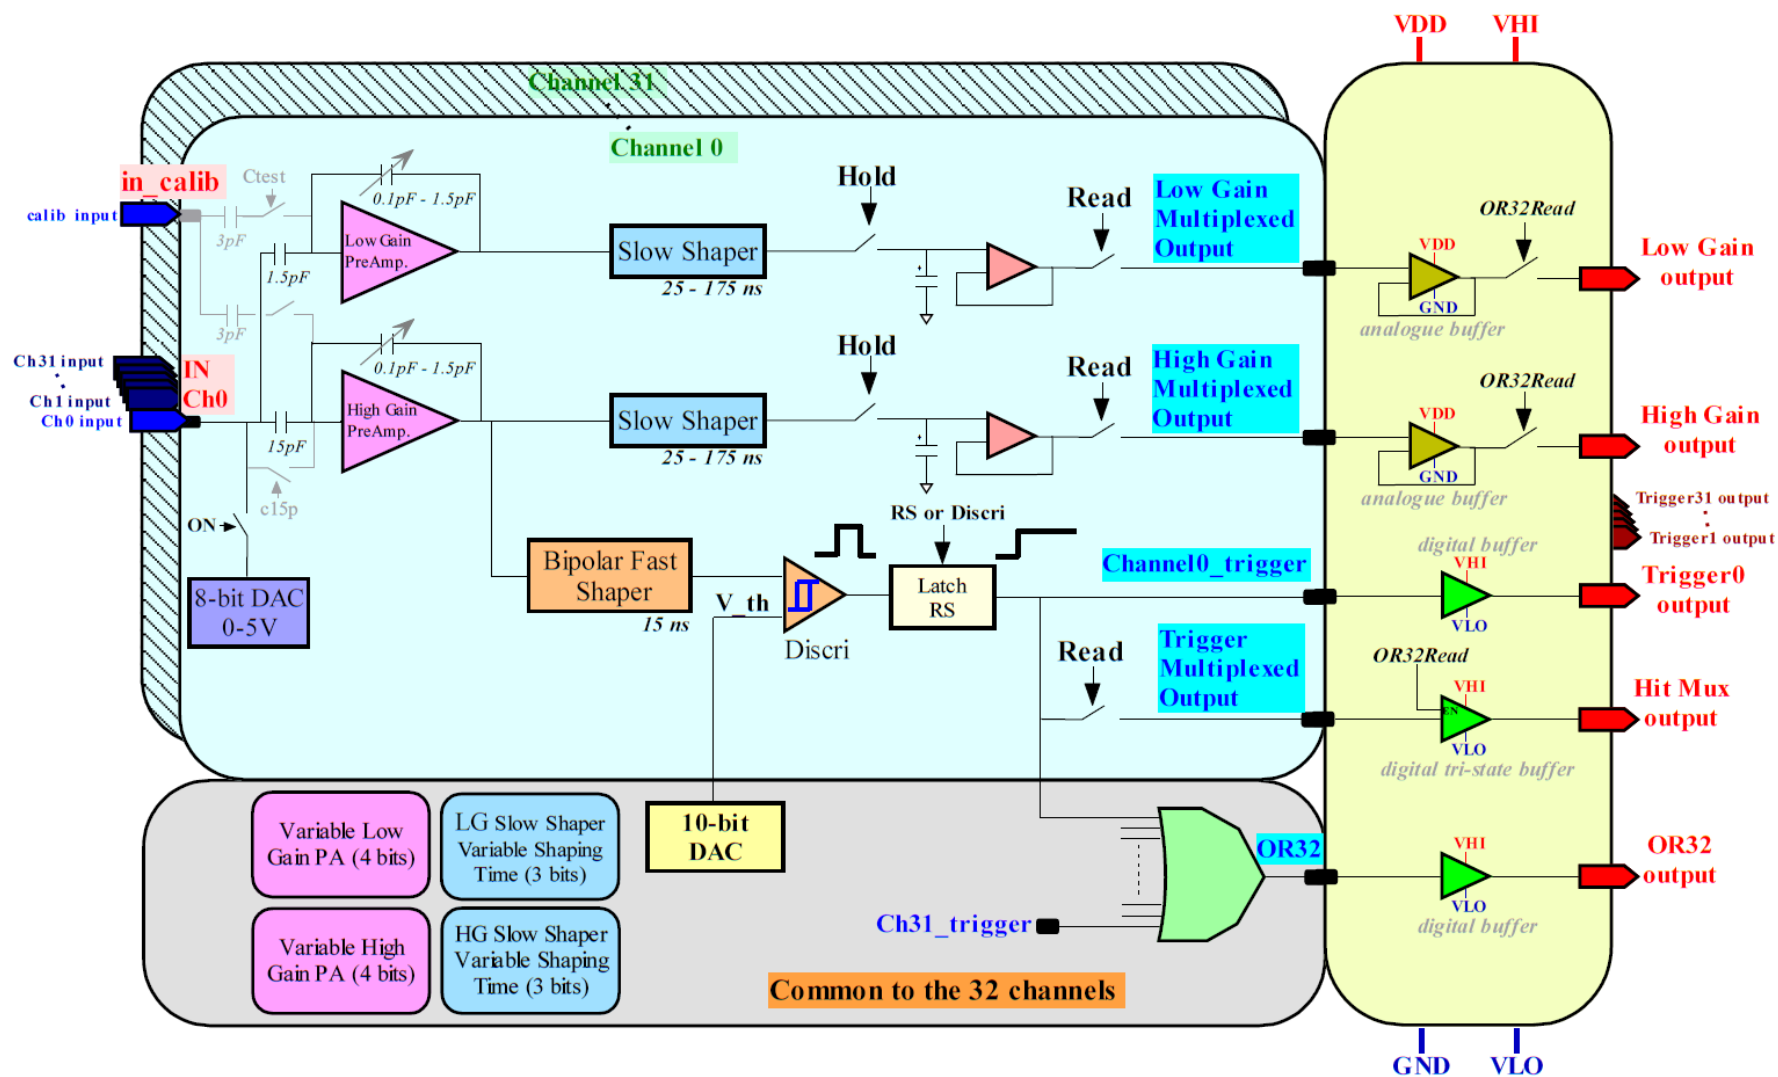 VDD
VHI
Channel 31
Channel 0
in_calib
calib input
Ctest
3pF
0.1pF - 1.5pF
Low Gain
PreAmp.
1.5pF
3pF
Slow Shaper
25 - 175 ns
Hold
Read
Low Gain
Multiplexed
Output
OR32Read
VDD
GND
analogue buffer
Low Gain
output
Ch31 input
Ch1 input
Ch0 input
IN
Ch0
15pF
c15p
0.1pF - 1.5pF
High Gain
PreAmp.
Slow Shaper
25 - 175 ns
Hold
Read
High Gain
Multiplexed
Output
OR32Read
VDD
GND
analogue buffer
High Gain
output
Trigger31 output
Trigger1 output
ON
8-bit DAC
0-5V
Bipolar Fast
Shaper
15 ns
V_th
Discri
RS or Discri
Latch
RS
Channel0_trigger
digital buffer
VHI
VLO
Trigger0
output
Read
Trigger
Multiplexed
Output
OR32Read
VHI
EN
VLO
digital tri-state buffer
Hit Mux
output
Variable Low
Gain PA (4 bits)
LG Slow Shaper
Variable Shaping
Time (3 bits)
10-bit
DAC
OR32
VHI
VLO
digital buffer
OR32
output
Variable High
Gain PA (4 bits)
HG Slow Shaper
Variable Shaping
Time (3 bits)
Ch31_trigger
Common to the 32 channels
GND
VLO